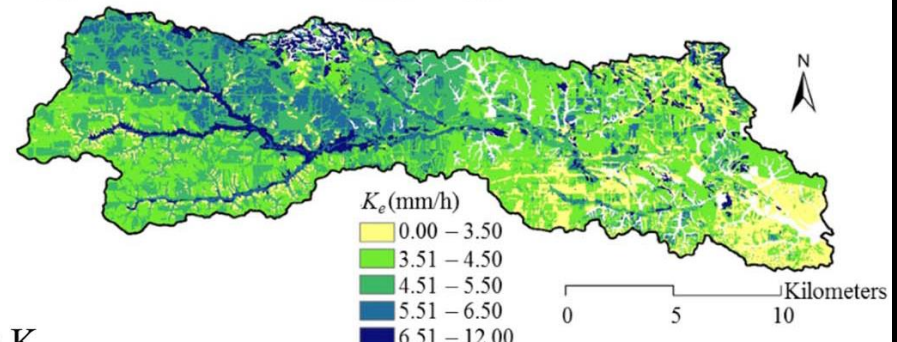 N
Ke(mm/h)
0.00 – 3.50
3.51 – 4.50
4.51 – 5.50
5.51 – 6.50
6.51 – 12.00
Kilometers
0 5 10
K